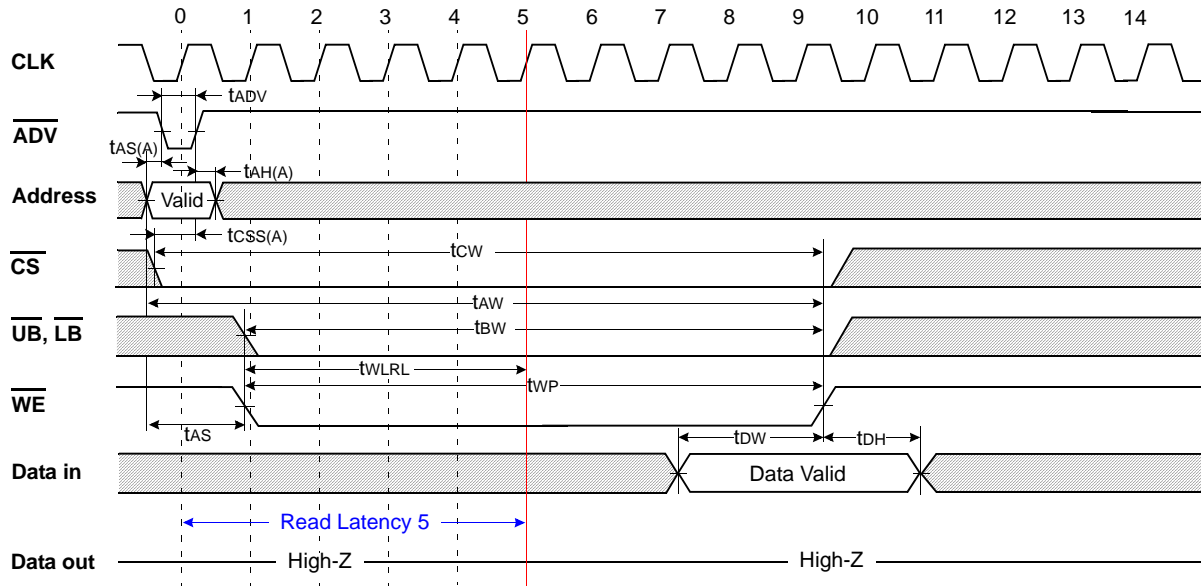 0 1 2 3 4 5 6 7 8 9 10 11 12 13 14
CLK
tADV
ADV
tAS(A)
tAH(A)
Address
Valid
tCSS(A)
CS
tCW
tAW
UB, LB
tBW
tWLRL
tWP
WE
tAS
tDW
tDH
Data in
Data Valid
Read Latency 5
Data out
High-Z
High-Z